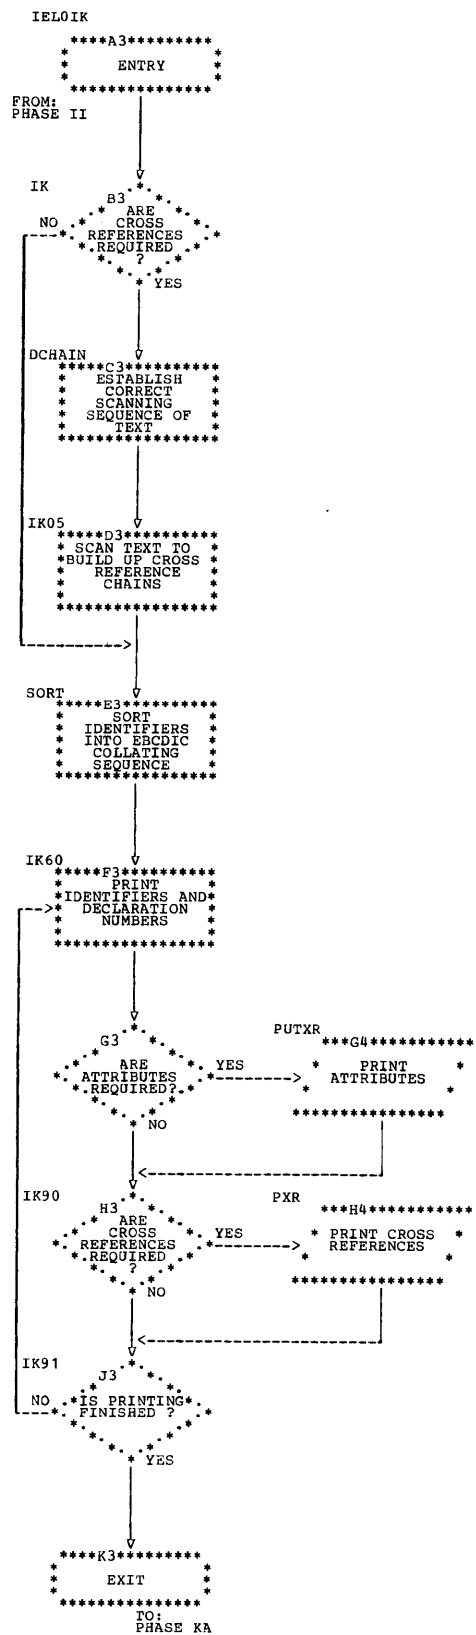 IEL0IK
A3
ENTRY
FROM:
PHASE II
IK
B3
ARE
CROSS
REFERENCES
REQUIRED
?
NO
YES
DCHAIN
C3
ESTABLISH
CORRECT
SCANNING
SEQUENCE OF
TEXT
IK05
D3
SCAN TEXT TO
BUILD UP CROSS
REFERENCE
CHAINS
SORT
E3
SORT
IDENTIFIERS
INTO EBCDIC
COLLATING
SEQUENCE
IK60
F3
PRINT
IDENTIFIERS AND
DECLARATION
NUMBERS
G3
ARE
ATTRIBUTES
REQUIRED?
YES
NO
PUTXR
G4
PRINT
ATTRIBUTES
IK90
H3
ARE
CROSS
REFERENCES
REQUIRED
?
YES
NO
PXR
H4
PRINT CROSS
REFERENCES
IK91
J3
IS PRINTING
FINISHED ?
NO
YES
K3
EXIT
TO:
PHASE KA